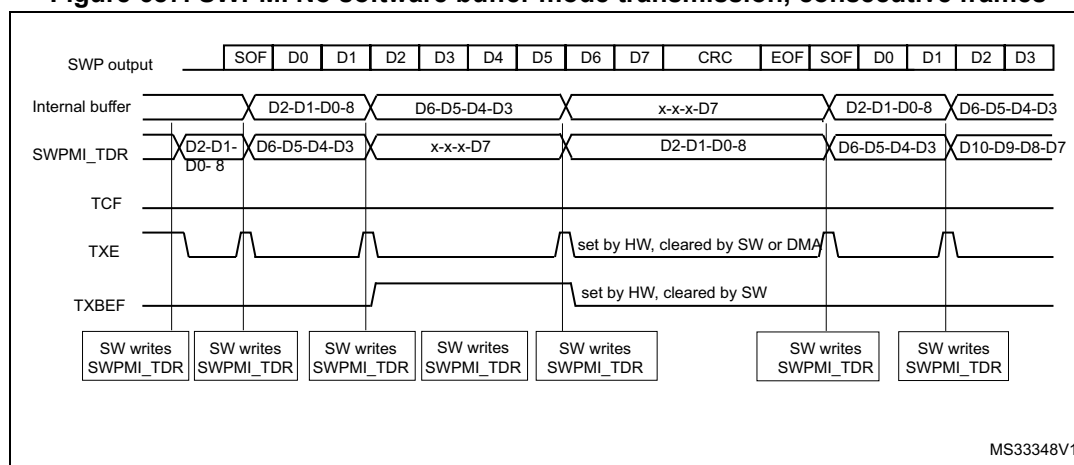 Figure 667. SWPMI No software buffer mode transmission, consecutive frames
SWP output SOF D0 D1 D2 D3 D4 D5 D6 D7 CRC EOF SOF D0 D1 D2 D3
Internal buffer D2-D1-D0-8 D6-D5-D4-D3 x-x-x-D7 D2-D1-D0-8 D6-D5-D4-D3
SWPMI_TDR D2-D1- D6-D5-D4-D3 x-x-x-D7 D2-D1-D0-8 D6-D5-D4-D3 D10-D9-D8-D7
D0- 8
TCF
TXE set by HW, cleared by SW or DMA
TXBEF set by HW, cleared by SW
SW writes SW writes SW writes SW writes SW writes SW writes SW writes
SWPMI_TDR SWPMI_TDR SWPMI_TDR SWPMI_TDR SWPMI_TDR SWPMI_TDR SWPMI_TDR
MS33348V1